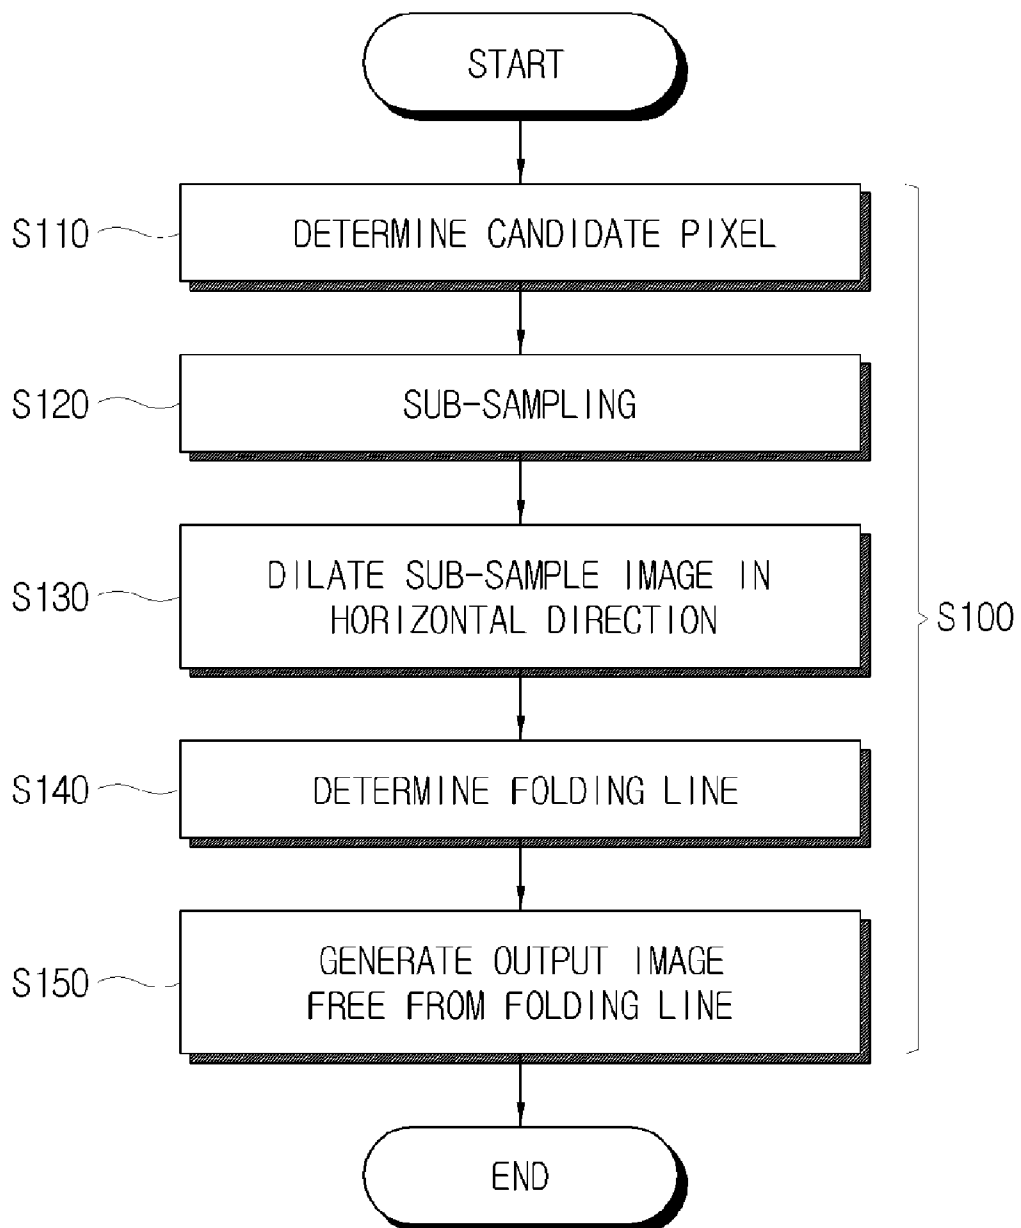 START
S110
DETERMINE CANDIDATE PIXEL
S120
SUB-SAMPLING
S130
DILATE SUB-SAMPLE IMAGE IN
HORIZONTAL DIRECTION
S100
S140
DETERMINE FOLDING LINE
S150
GENERATE OUTPUT IMAGE
FREE FROM FOLDING LINE
END